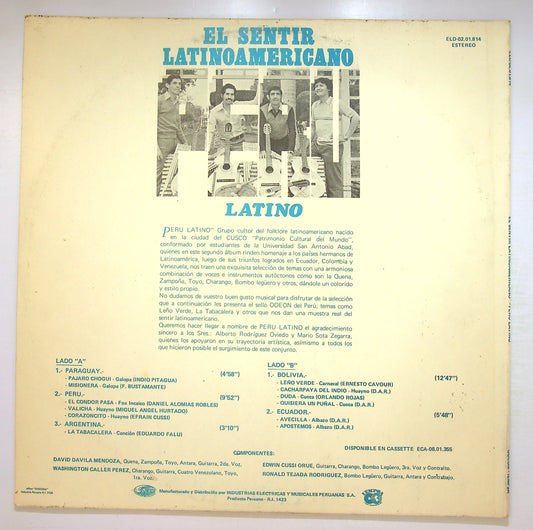 EL SENTIR
LATINOAMERICANO
ELD-02.01.814
ESTEREO
PERU
LATINO
PERU LATINO" Grupo cultor del folklore latinoamericano nacido
en la ciudad del CUSCO "Patrimonio Cultural del Mundo",
conformado por estudiantes de la Universidad San Antonio Abad,
quienes en este segundo álbum rinden homenaje a los países hermanos de
Latinoamérica, luego de sus triunfos logrados en Ecuador, Colombia y
Venezuela, nos traen una exquisita selección de temas con una armoniosa
combinación de voces e instrumentos autóctonos como son la Quena,
Zampoña, Toyo, Charango, Bombo legüero y otros; dándole un colorido
y estilo propio.
No dudamos de vuestro buen gusto musical para disfrutar de la selección
que a continuación les presenta el sello ODEON del Perú; temas como
Leño Verde, La Tabacalera y otros que nos dan una muestra real del
sentir latinoamericano.
Queremos hacer llegar a nombre de PERU LATINO el agradecimiento
sincero a los Sres.: Alberto Rodríguez Oviedo y Mario Sota Zegarra,
quienes los apoyaron en su trayectoria artística, asimismo a todos los
que hicieron posible el surgimiento de este conjunto.
LADO "A"
1.- PARAGUAY.- (4'58")
- PAJARO CHOGUI - Galopa (INDIO PITAGUA)
- MISIONERA - Galopa (F. BUSTAMANTE)
2.- PERU.- (9'52")
- EL CONDOR PASA - Fox Incaico (DANIEL ALOMIAS ROBLES)
- VALICHA - Huayno (MIGUEL ANGEL HURTADO)
- CORAZONCITO - Huayno (EFRAIN CUSSI)
3.- ARGENTINA.- (3'10")
- LA TABACALERA - Canción (EDUARDO FALU)
LADO "B"
1.- BOLIVIA.- (12'47")
- LEÑO VERDE - Carnaval (ERNESTO CAVOUR)
- CACHARPAYA DEL INDIO - Huayno (D.A.R.)
- DUDA - Cueca (ORLANDO ROJAS)
- QUISIERA UN PUÑAL - Cueca (D.A.R.)
2.- ECUADOR.- (5'48")
- AVECILLA - Albazo (D.A.R.)
- APOSTEMOS - Albazo (D.A.R.)
DISPONIBLE EN CASSETTE ECA-08.01.355
COMPONENTES:
DAVID DAVILA MENDOZA, Quena, Zampoña, Toyo, Antara, Guitarra, 2da. Voz.
WASHINGTON CALLER PEREZ, Charango, Guitarra, Cuatro Venezolano, Toyo,
1ra. Voz.
EDWIN CUSSI ORUE, Guitarra, Charango, Bombo Legüero, 3ra. Voz y Contralto.
RONALD TEJADA RODRIGUEZ, Bombo Legüero, Guitarra, Antara y Contrabajo.
Manufacturado y Distribuido por INDUSTRIAS ELECTRICAS Y MUSICALES PERUANAS S.A.
Producto Peruano - R.I. 1423